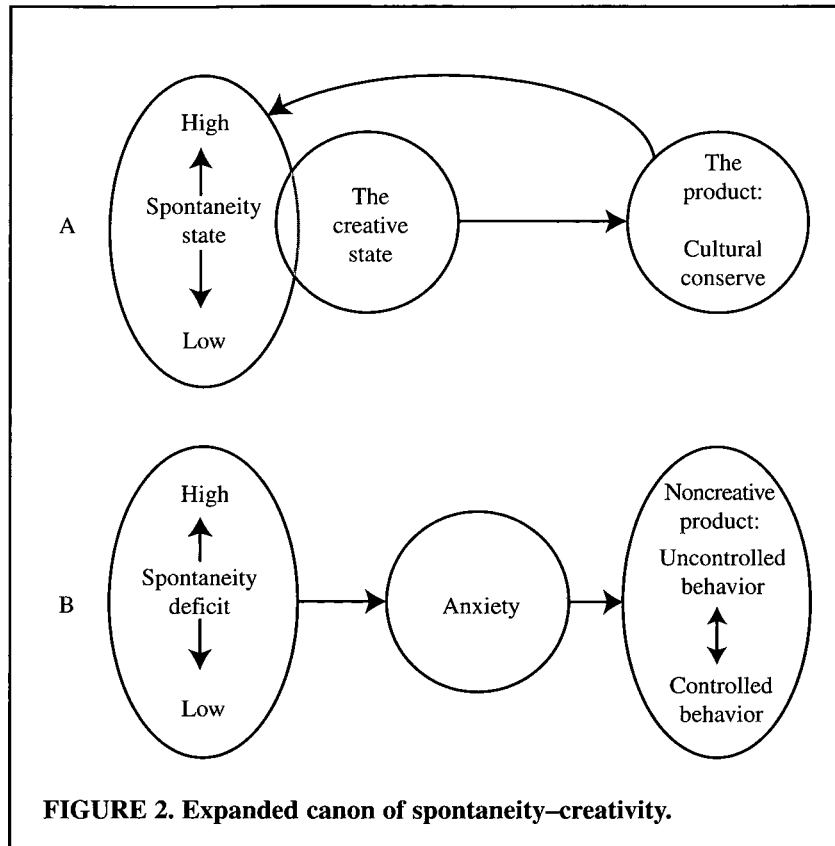 High
Spontaneity
state
Low
A
The
creative
state
The
product:
Cultural
conserve
High
Spontaneity
deficit
Low
B
Anxiety
Noncreative
product:
Uncontrolled
behavior
Controlled
behavior
FIGURE 2. Expanded canon of spontaneity–creativity.